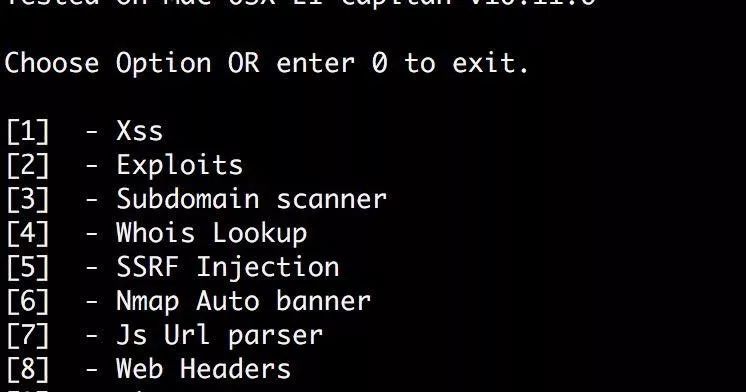 Choose Option OR enter 0 to exit.
[1] - Xss
[2] - Exploits
[3] - Subdomain scanner
[4] - Whois Lookup
[5] - SSRF Injection
[6] - Nmap Auto banner
[7] - Js Url parser
[8] - Web Headers